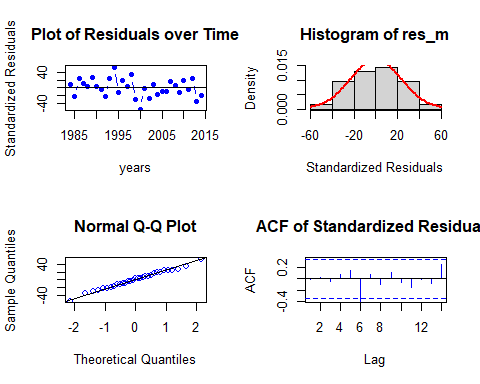 Plot of Residuals over Time
Standardized Residuals
-40
40
1985
1995
2005
2015
years
Histogram of res_m
Density
0.000
0.015
-60
-20
20
60
Standardized Residuals
Normal Q-Q Plot
Sample Quantiles
-40
40
-2
-1
0
1
2
Theoretical Quantiles
ACF of Standardized Residua
ACF
-0.4
0.2
2
4
6
8
12
Lag